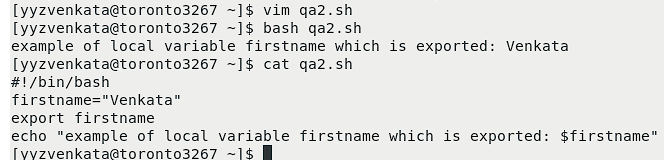 [yyzvenkata@toronto3267 ~]$ vim qa2.sh
[yyzvenkata@toronto3267 ~]$ bash qa2.sh
example of local variable firstname which is exported: Venkata
[yyzvenkata@toronto3267 ~]$ cat qa2.sh
#!/bin/bash
firstname="Venkata"
export firstname
echo "example of local variable firstname which is exported: $firstname"
[yyzvenkata@toronto3267 ~]$